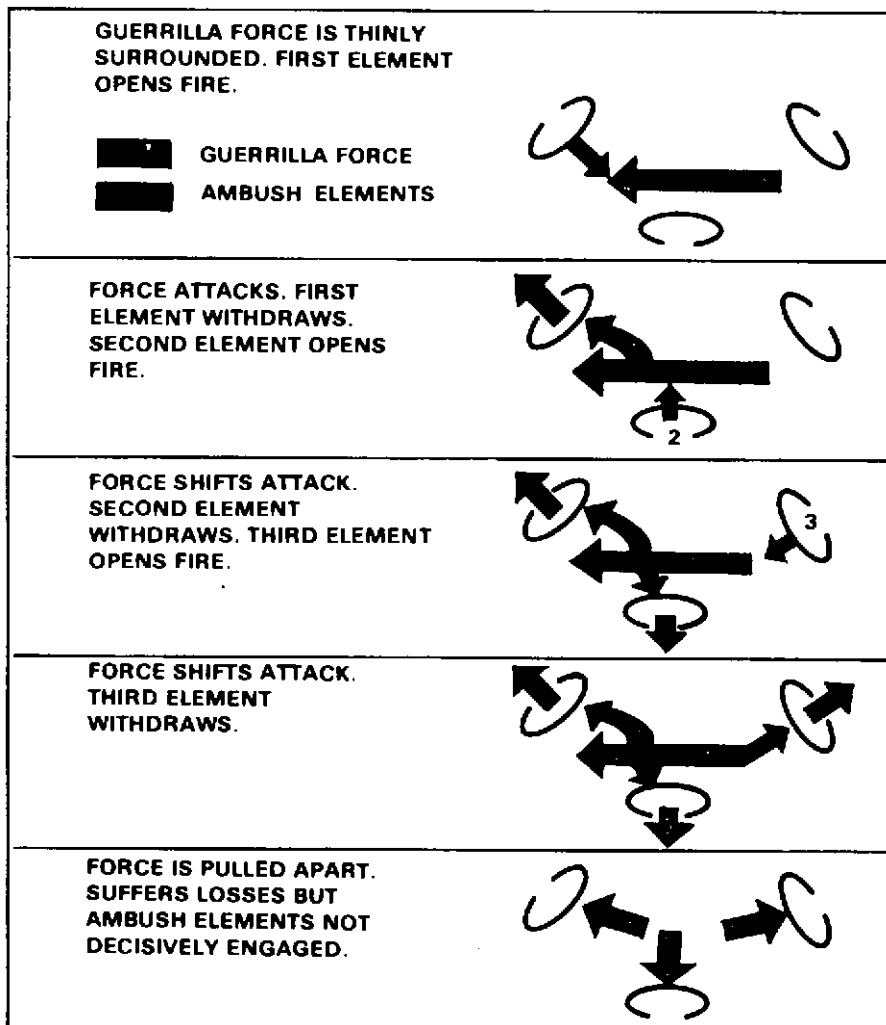 GUERRILLA FORCE IS THINLY
SURROUNDED. FIRST ELEMENT
OPENS FIRE.
GUERRILLA FORCE
AMBUSH ELEMENTS
FORCE ATTACKS. FIRST
ELEMENT WITHDRAWS.
SECOND ELEMENT OPENS
FIRE.
2
FORCE SHIFTS ATTACK.
SECOND ELEMENT
WITHDRAWS. THIRD ELEMENT
OPENS FIRE.
3
FORCE SHIFTS ATTACK.
THIRD ELEMENT
WITHDRAWS.
FORCE IS PULLED APART.
SUFFERS LOSSES BUT
AMBUSH ELEMENTS NOT
DECISIVELY ENGAGED.